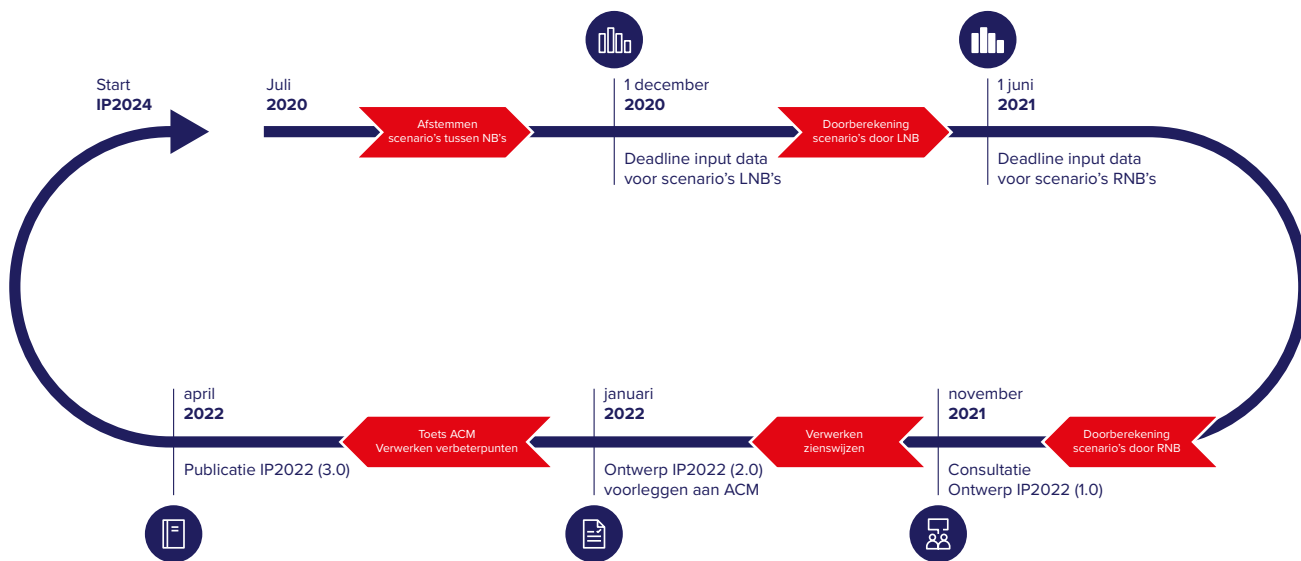 Start
IP2024
Juli
2020
Afstemmen
scenario's tussen NB's
1 december
2020
Deadline input data
voor scenario's LNB's
Doorberekening
scenario's door LNB
1 juni
2021
Deadline input data
voor scenario's RNB's
april
2022
Publicatie IP2022 (3.0)
Toets ACM
Verwerken verbeterpunten
januari
2022
Ontwerp IP2022 (2.0)
voorleggen aan ACM
Verwerken
zienswijzen
november
2021
Consultatie
Ontwerp IP2022 (1.0)
Doorberekening
scenario's door RNB